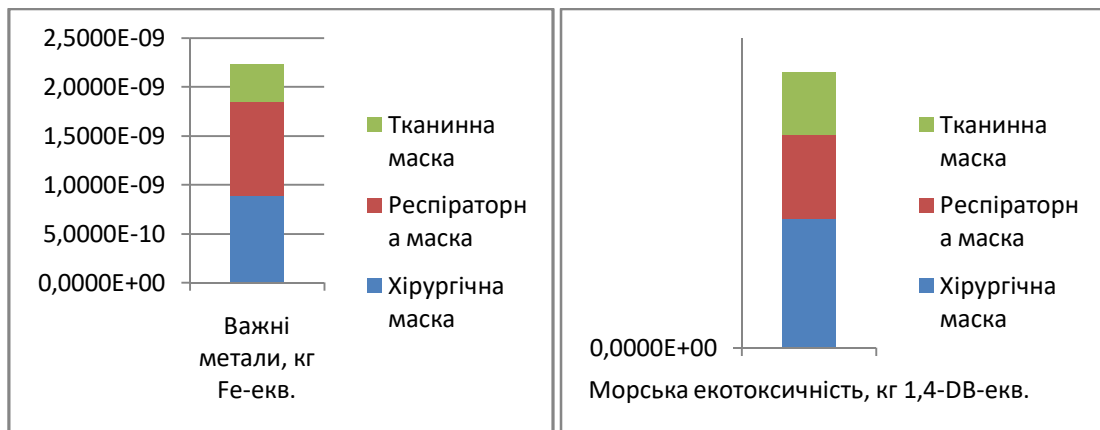 2,5000E-09
2,0000E-09
1,5000E-09
1,0000E-09
5,0000E-10
0,0000E+00
Важні
метали, кг
Fe-екв.
Тканинна
маска
Респіраторн
а маска
Хірургічна
маска
0,0000E+00
Морська екотоксичність, кг 1,4-DB-екв.
Тканинна
маска
Респіраторн
а маска
Хірургічна
маска